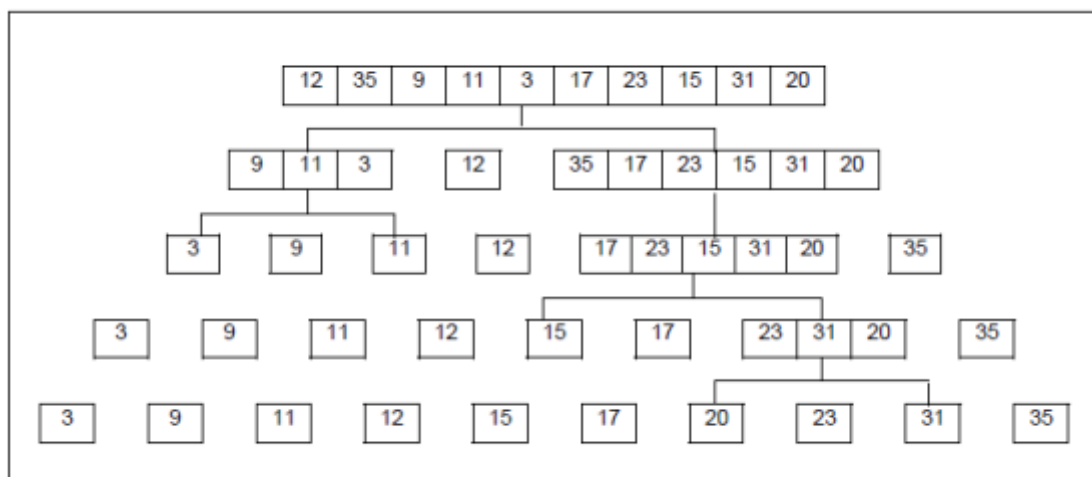 12 35 9 11 3 17 23 15 31 20
9 11 3 12 35 17 23 15 31 20
3 9 11 12 17 23 15 31 20 35
3 9 11 12 15 17 23 31 20 35
3 9 11 12 15 17 20 23 31 35